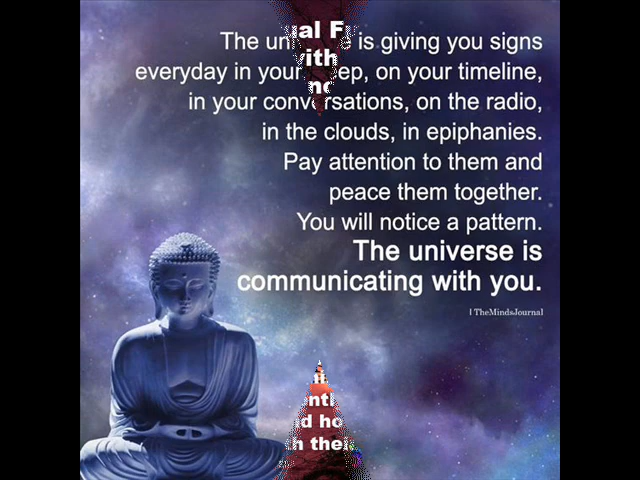 The un is giving you signs
everyday in your ep, on your timeline,
in your conversations, on the radio,
in the clouds, in epiphanies.
Pay attention to them and
peace them together.
You will notice a pattern.
The universe is
communicating with you.
I TheMindsJournal